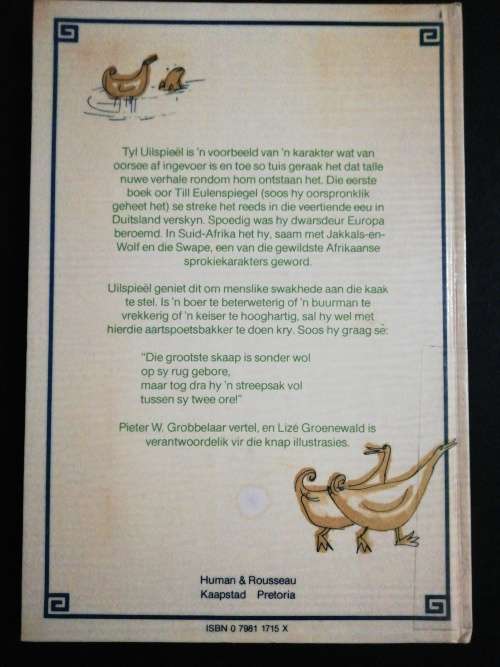 Tyl Uilspieël is 'n voorbeeld van 'n karakter wat van
oorsee af ingevoer is en toe so tuis geraak het dat talle
nuwe verhale rondom hom ontstaan het. Die eerste
boek oor Till Eulenspiegel (soos hy oorspronklik
geheet het) se streke het reeds in die veertiende eeu in
Duitsland verskyn. Spoedig was hy dwarsdeur Europa
beroemd. In Suid-Afrika het hy, saam met Jakkals-en-
Wolf en die Swape, een van die gewildste Afrikaanse
sprokiekarakters geword.
Uilspieël geniet dit om menslike swakhede aan die kaak
te stel. Is 'n boer te beterweterig of 'n buurman te
vrekkerig of 'n keiser te hooghartig, sal hy wel met
hierdie aartspoetsbakker te doen kry. Soos hy graag sê:
"Die grootste skaap is sonder wol
op sy rug gebore,
maar tog dra hy 'n streepsak vol
tussen sy twee ore!"
Pieter W. Grobbelaar vertel, en Lizé Groenewald is
verantwoordelik vir die knap illustrasies.
Human & Rousseau
Kaapstad Pretoria
ISBN 0 7981 1715 X